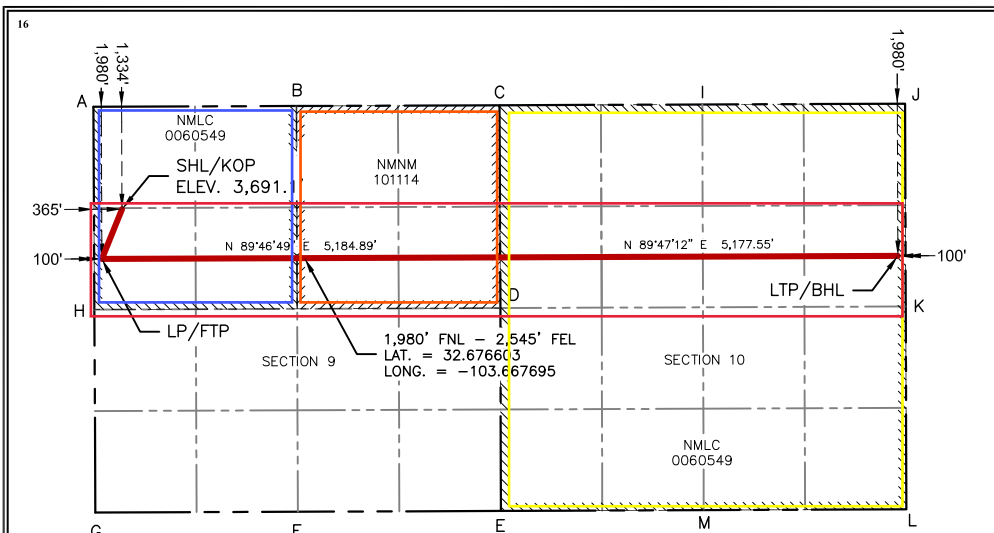 16
1,980'
1,334'
1,980'
A
B
C
I
J
NMLC
0060549
SHL/KOP
ELEV. 3,691.1'
NMNM
101114
365'
N 89°46'49" E 5,184.89'
N 89°47'12" E 5,177.55'
100'
100'
LTP/BHL
D
H
K
LP/FTP
1,980' FNL – 2,545' FEL
LAT. = 32.676603
LONG. = -103.667695
SECTION 9
SECTION 10
NMLC
0060549
G
F
E
M
L